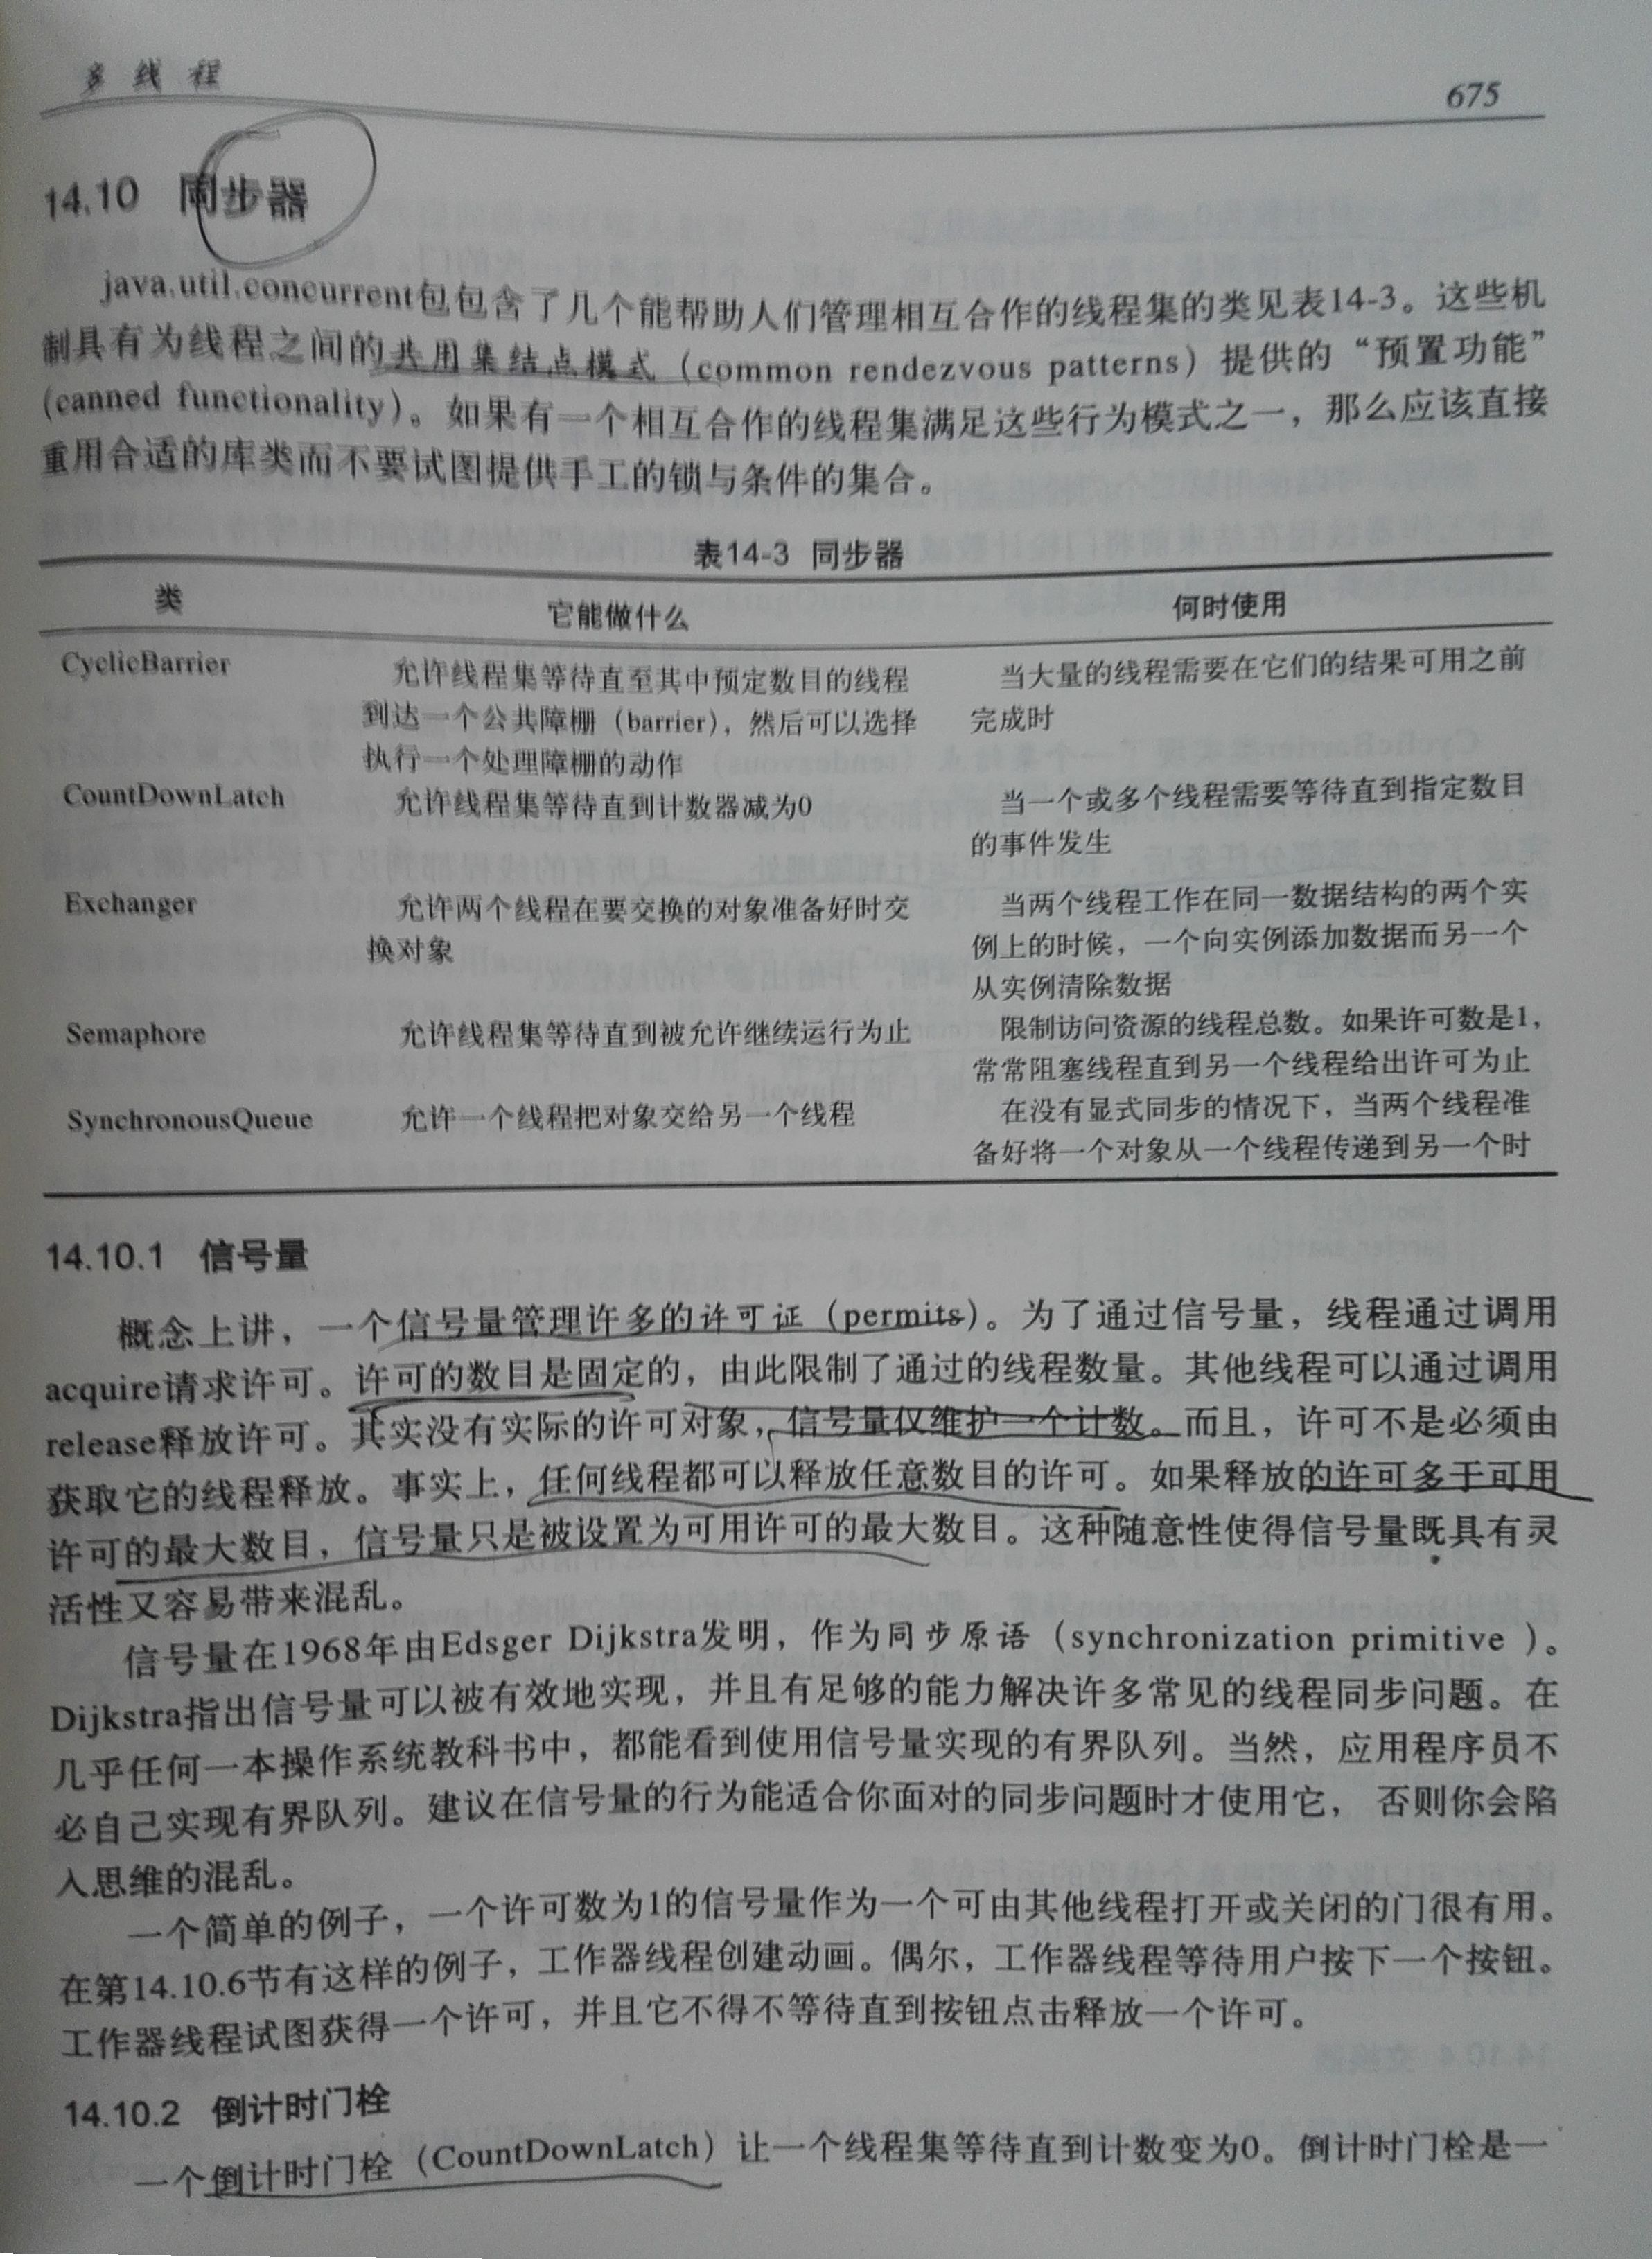 多线程
675
14.10 同步器
java.util.concurrent包包含了几个能帮助人们管理相互合作的线程集的类见表14-3。这些机
制具有为线程之间的共用集结点模式（common rendezvous patterns）提供的“预置功能”
(canned functionality)。如果有一个相互合作的线程集满足这些行为模式之一，那么应该直接
重用合适的库类而不要试图提供手工的锁与条件的集合。
表14-3 同步器
类 它能做什么 何时使用
CyclicBarrier 允许线程集等待直至其中预定数目的线程 当大量的线程需要在它们的结果可用之前
到达一个公共障栅（barrier），然后可以选择 完成时
执行一个处理障栅的动作
CountDownLatch 允许线程集等待直到计数器减为0 当一个或多个线程需要等待直到指定数目
的事件发生
Exchanger 允许两个线程在要交换的对象准备好时交 当两个线程工作在同一数据结构的两个实
换对象 例上的时候，一个向实例添加数据而另一个
从实例清除数据
Semaphore 允许线程集等待直到被允许继续运行为止 限制访问资源的线程总数。如果许可数是1，
常常阻塞线程直到另一个线程给出许可为止
SynchronousQueue 允许一个线程把对象交给另一个线程 在没有显式同步的情况下，当两个线程准
备好将一个对象从一个线程传递到另一个时
14.10.1 信号量
概念上讲，一个信号量管理许多的许可证（permits）。为了通过信号量，线程通过调用
acquire请求许可。许可的数目是固定的，由此限制了通过的线程数量。其他线程可以通过调用
release释放许可。其实没有实际的许可对象，信号量仅维护一个计数。而且，许可不是必须由
获取它的线程释放。事实上，任何线程都可以释放任意数目的许可。如果释放的许可多于可用
许可的最大数目，信号量只是被设置为可用许可的最大数目。这种随意性使得信号量既具有灵
活性又容易带来混乱。
信号量在1968年由Edsger Dijkstra发明，作为同步原语（synchronization primitive ）。
Dijkstra指出信号量可以被有效地实现，并且有足够的能力解决许多常见的线程同步问题。在
几乎任何一本操作系统教科书中，都能看到使用信号量实现的有界队列。当然，应用程序员不
必自己实现有界队列。建议在信号量的行为能适合你面对的同步问题时才使用它， 否则你会陷
入思维的混乱。
一个简单的例子，一个许可数为1的信号量作为一个可由其他线程打开或关闭的门很有用。
在第14.10.6节有这样的例子，工作器线程创建动画。偶尔，工作器线程等待用户按下一个按钮。
工作器线程试图获得一个许可，并且它不得不等待直到按钮点击释放一个许可。
14.10.2 倒计时门栓
一个倒计时门栓（CountDownLatch）让一个线程集等待直到计数变为0。倒计时门栓是一